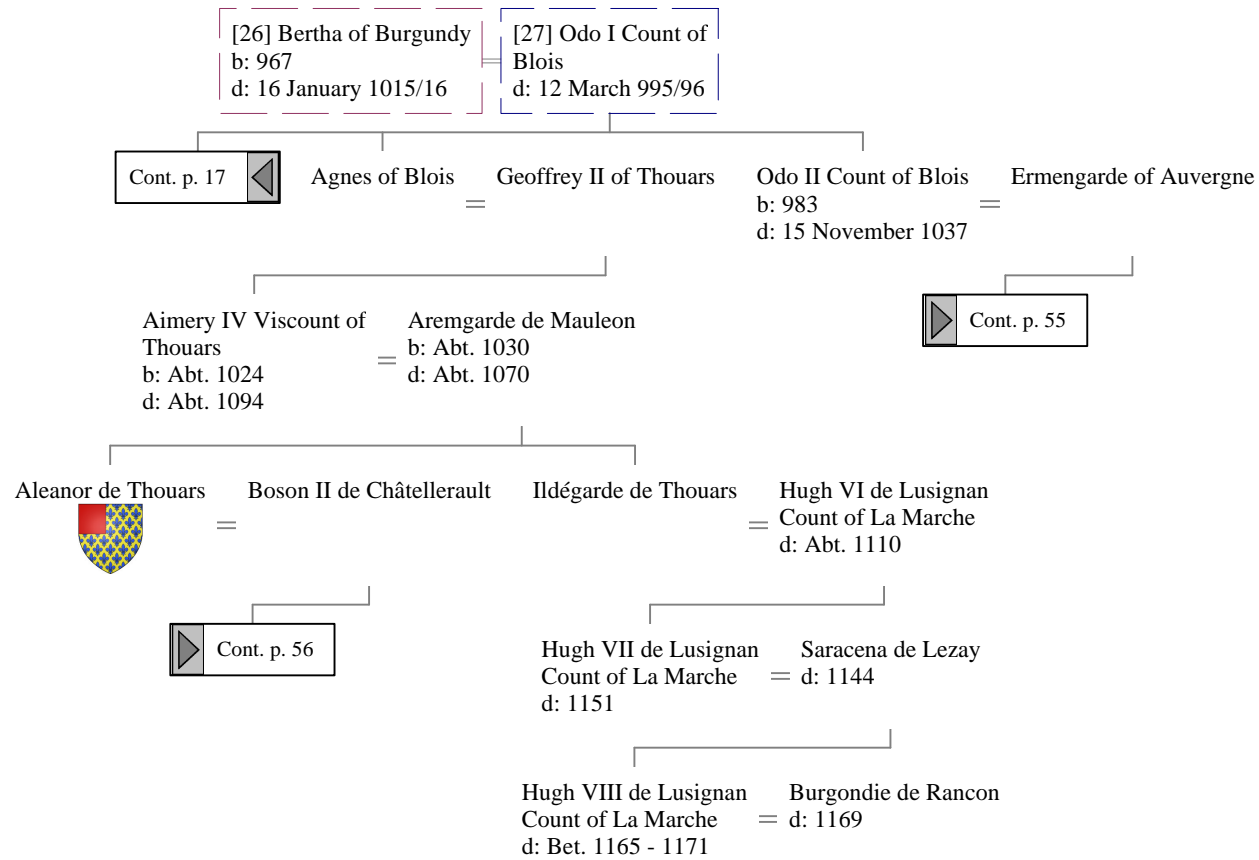 [26] Bertha of Burgundy
b: 967
d: 16 January 1015/16
[27] Odo I Count of
Blois
d: 12 March 995/96
Cont. p. 17
Agnes of Blois
=
Geoffrey II of Thouars
Odo II Count of Blois
b: 983
d: 15 November 1037
=
Ermengarde of Auvergne
Aimery IV Viscount of
Thouars
b: Abt. 1024
d: Abt. 1094
=
Aremgarde de Mauleon
b: Abt. 1030
d: Abt. 1070
Cont. p. 55
Aleanor de Thouars
=
Boson II de Châtellerault
Ildégarde de Thouars
=
Hugh VI de Lusignan
Count of La Marche
d: Abt. 1110
Cont. p. 56
Hugh VII de Lusignan
Count of La Marche
d: 1151
=
Saracena de Lezay
d: 1144
Hugh VIII de Lusignan
Count of La Marche
d: Bet. 1165 - 1171
=
Burgondie de Rancon
d: 1169